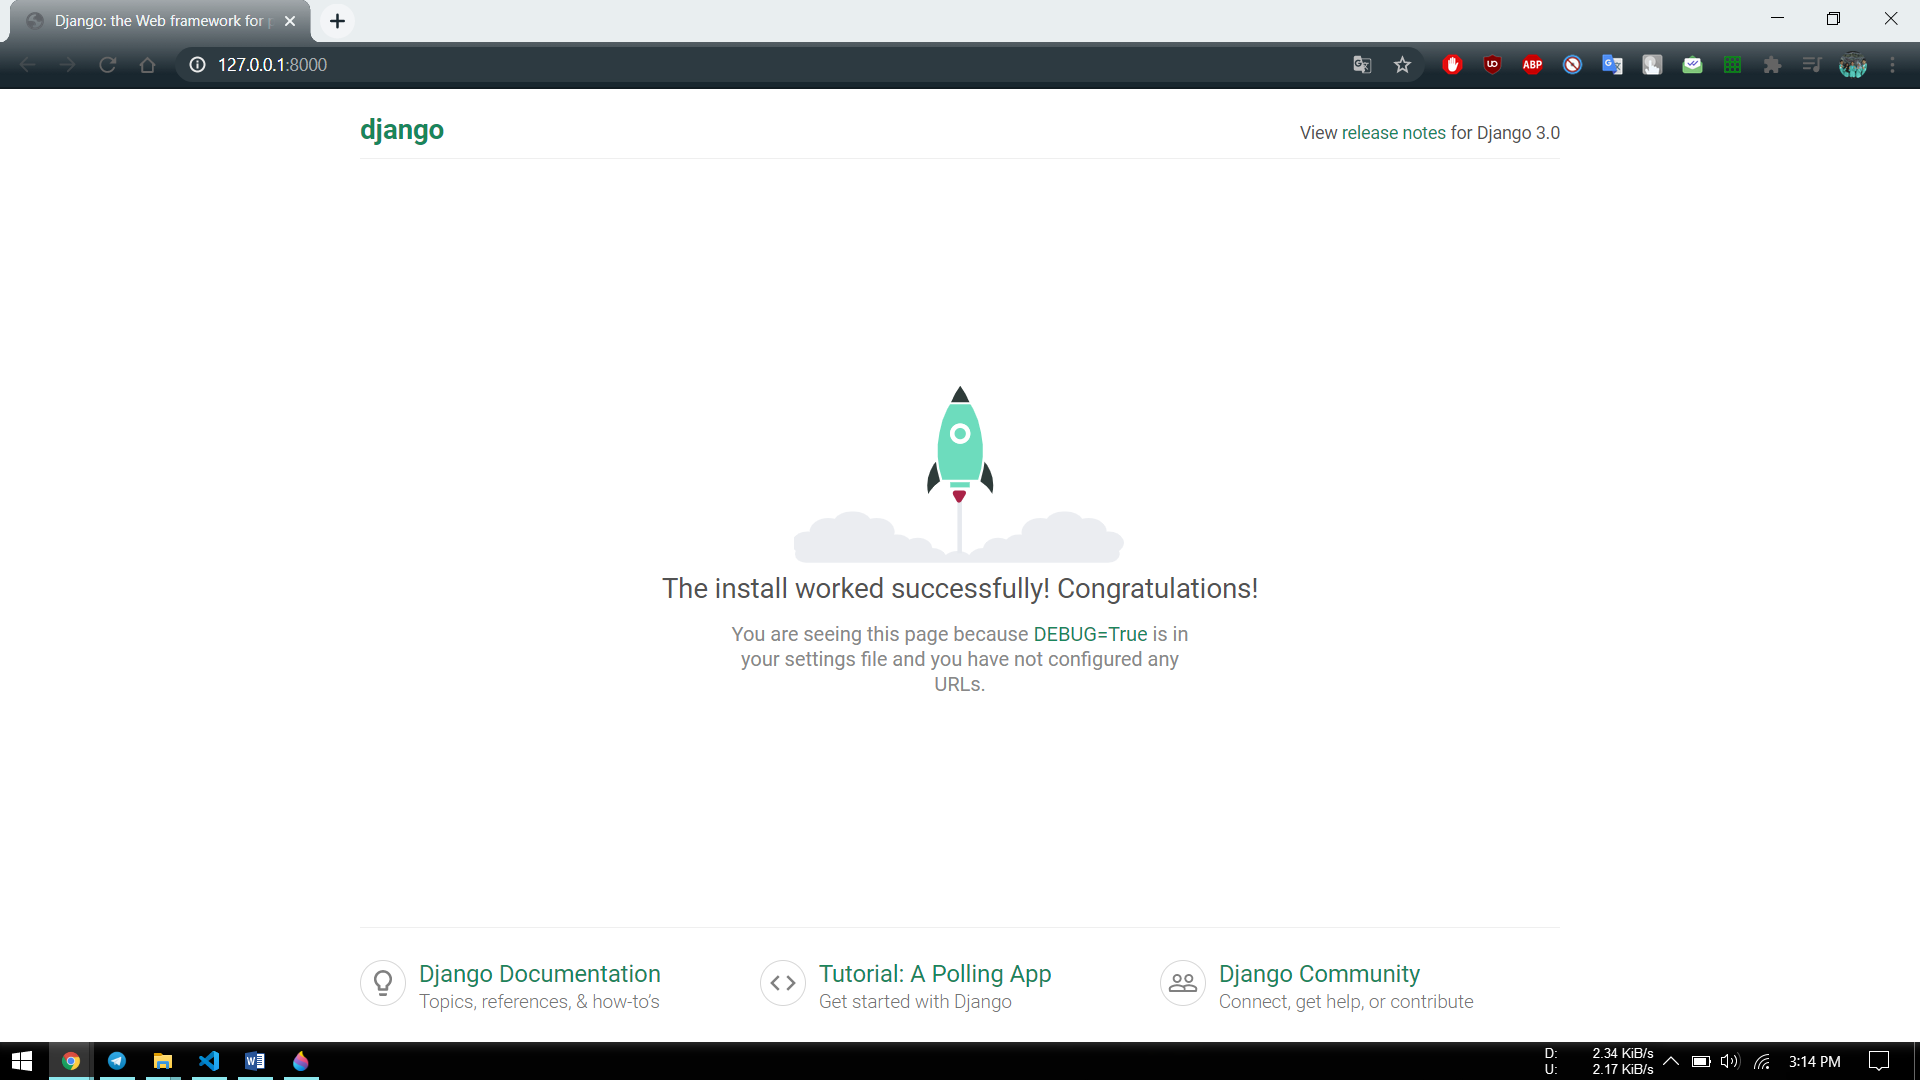 Django: the Web framework for p
127.0.0.1:8000
UD
ABP
G
django
View release notes for Django 3.0
The install worked successfully! Congratulations!
You are seeing this page because DEBUG=True is in
your settings file and you have not configured any
URLs.
Django Documentation
Topics, references, & how-to’s
Tutorial: A Polling App
Get started with Django
Django Community
Connect, get help, or contribute
D: 2.34 KiB/s
U: 2.17 KiB/s
3:14 PM